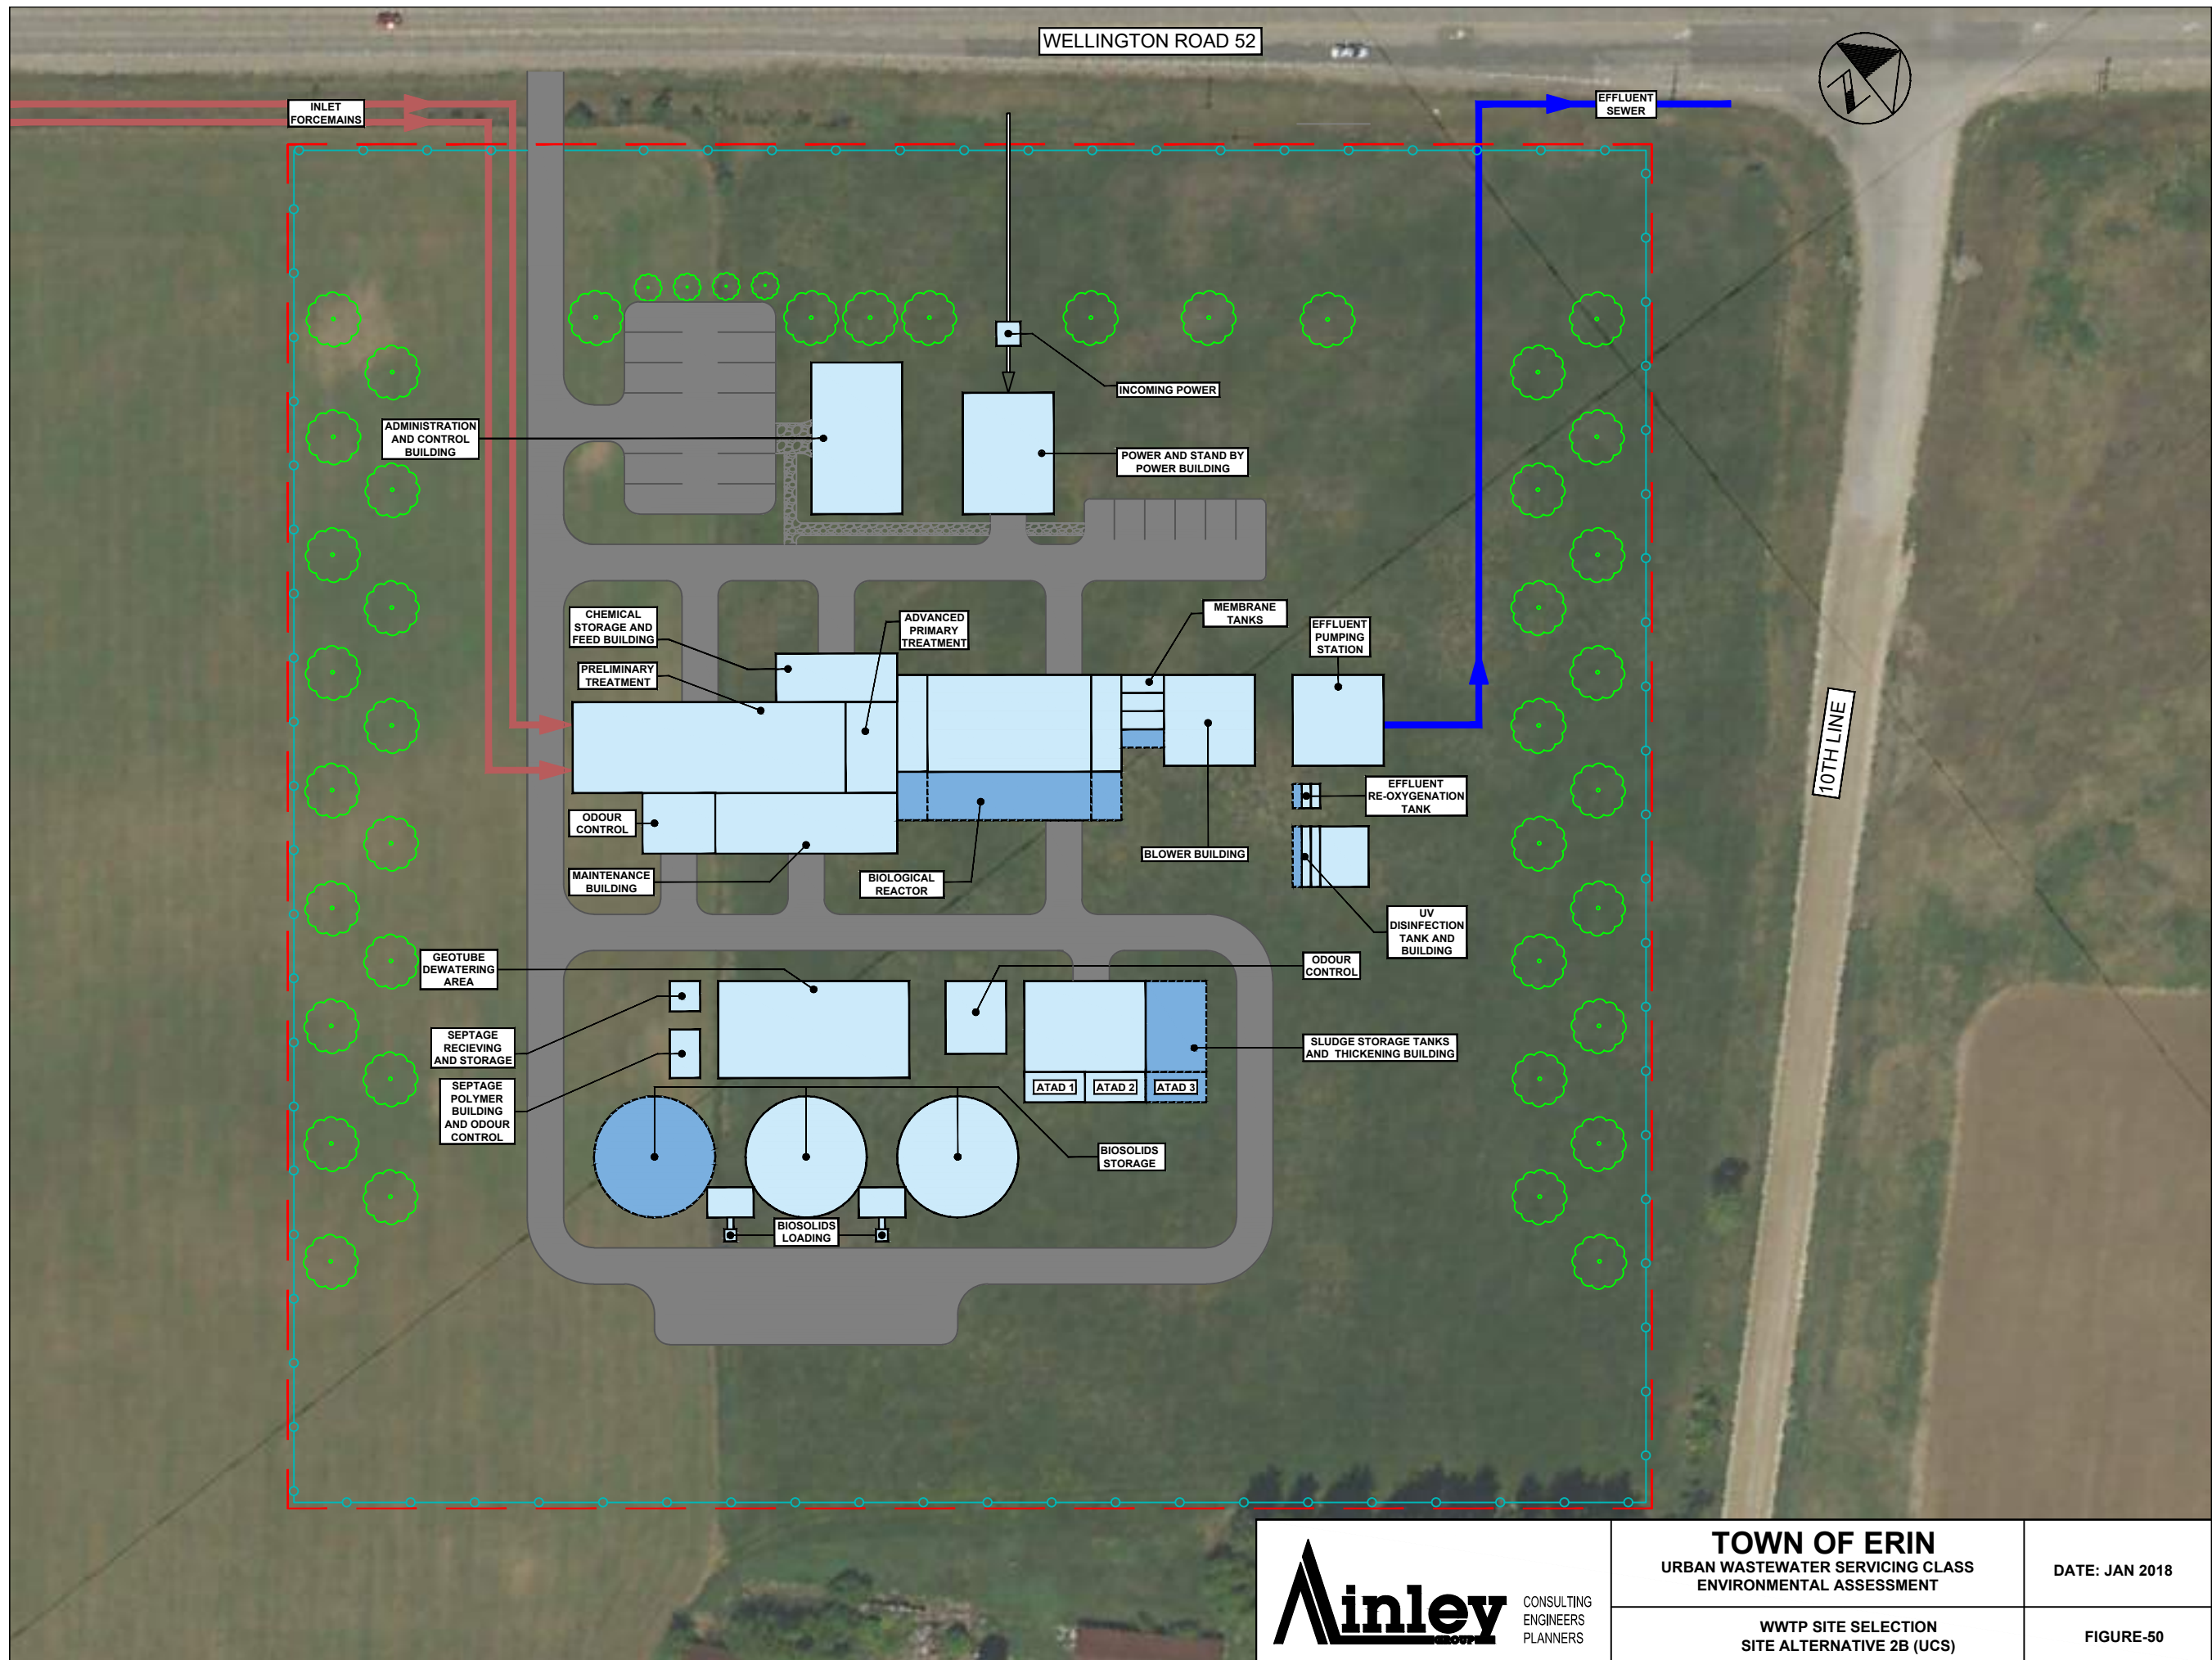 WELLINGTON ROAD 52
INLET
FORCEMAINS
EFFLUENT
SEWER
INCOMING POWER
ADMINISTRATION
AND CONTROL
BUILDING
POWER AND STAND BY
POWER BUILDING
CHEMICAL
STORAGE AND
FEED BUILDING
ADVANCED
PRIMARY
TREATMENT
MEMBRANE
TANKS
EFFLUENT
PUMPING
STATION
PRELIMINARY
TREATMENT
10TH LINE
EFFLUENT
RE-OXYGENATION
TANK
ODOUR
CONTROL
BLOWER BUILDING
MAINTENANCE
BUILDING
BIOLOGICAL
REACTOR
UV
DISINFECTION
TANK AND
BUILDING
GEOTUBE
DEWATERING
AREA
ODOUR
CONTROL
SEPTAGE
RECIEVING
AND STORAGE
SLUDGE STORAGE TANKS
AND THICKENING BUILDING
ATAD 1
ATAD 2
ATAD 3
SEPTAGE
POLYMER
BUILDING
AND ODOUR
CONTROL
BIOSOLIDS
STORAGE
BIOSOLIDS
LOADING
Ainley
GROUP
CONSULTING
ENGINEERS
PLANNERS
TOWN OF ERIN
URBAN WASTEWATER SERVICING CLASS
ENVIRONMENTAL ASSESSMENT
DATE: JAN 2018
WWTP SITE SELECTION
SITE ALTERNATIVE 2B (UCS)
FIGURE-50